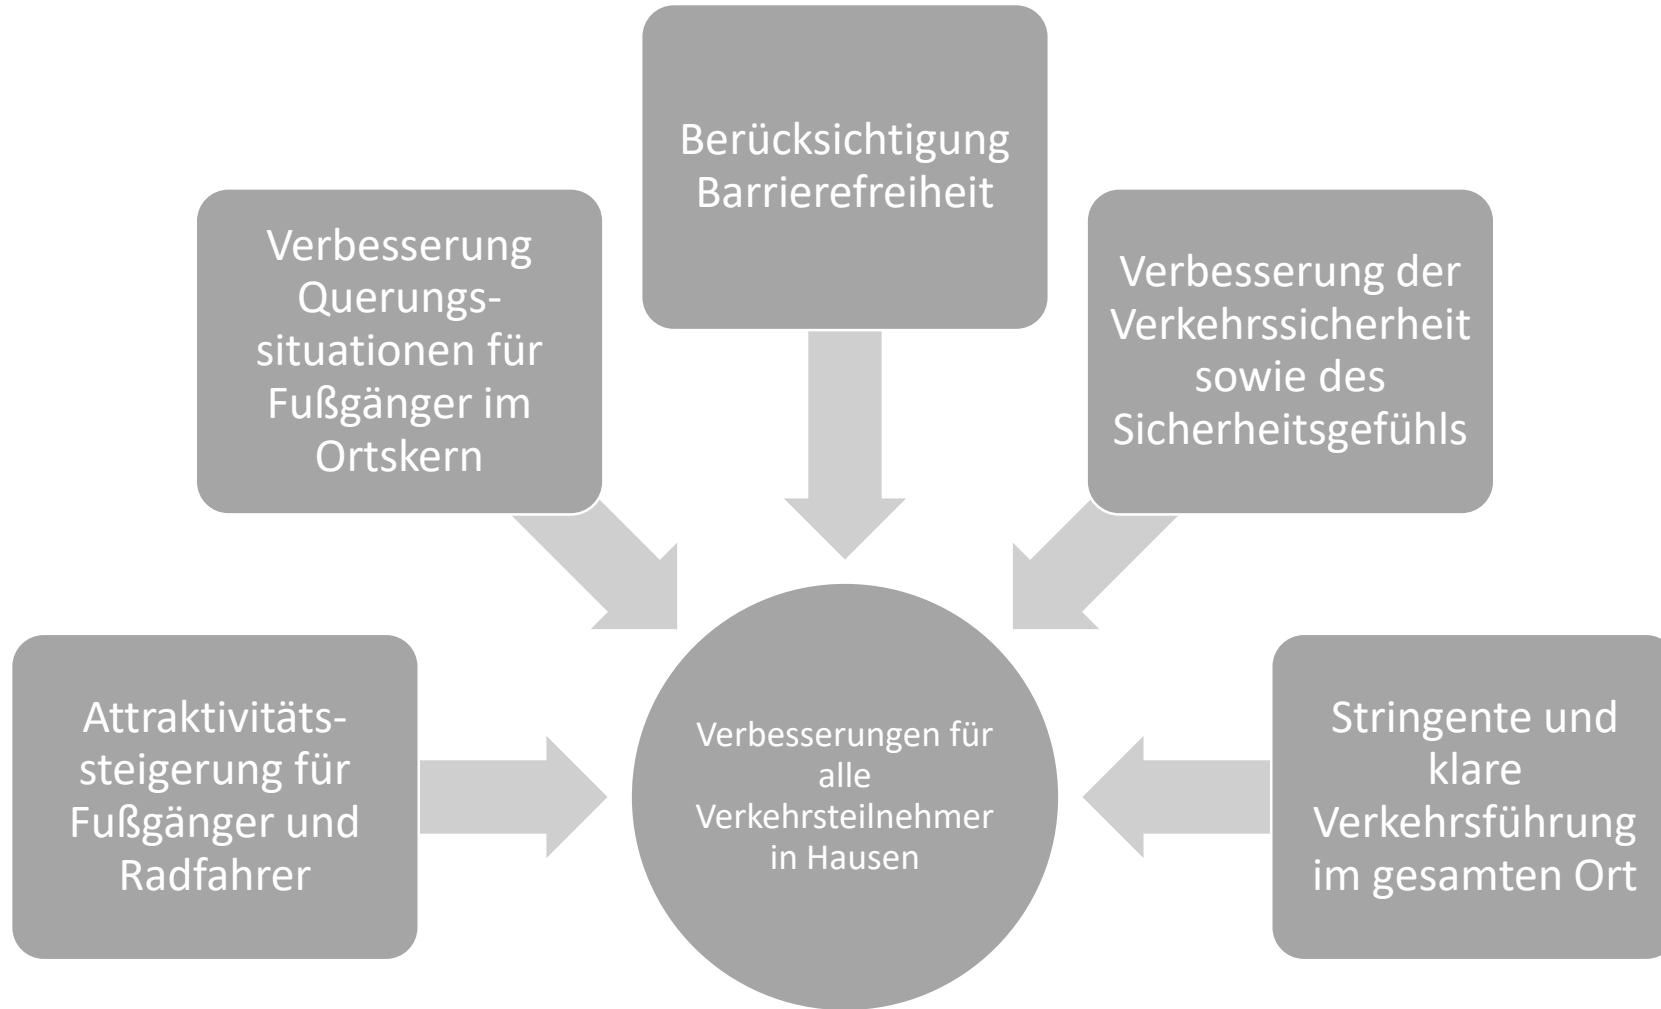 Berücksichtigung
Barrierefreiheit
Verbesserung
Querungs-
situationen für
Fußgänger im
Ortskern
Verbesserung der
Verkehrssicherheit
sowie des
Sicherheitsgefühls
Attraktivitäts-
steigerung für
Fußgänger und
Radfahrer
Verbesserungen für
alle
Verkehrsteilnehmer
in Hausen
Stringente und
klare
Verkehrsführung
im gesamten Ort